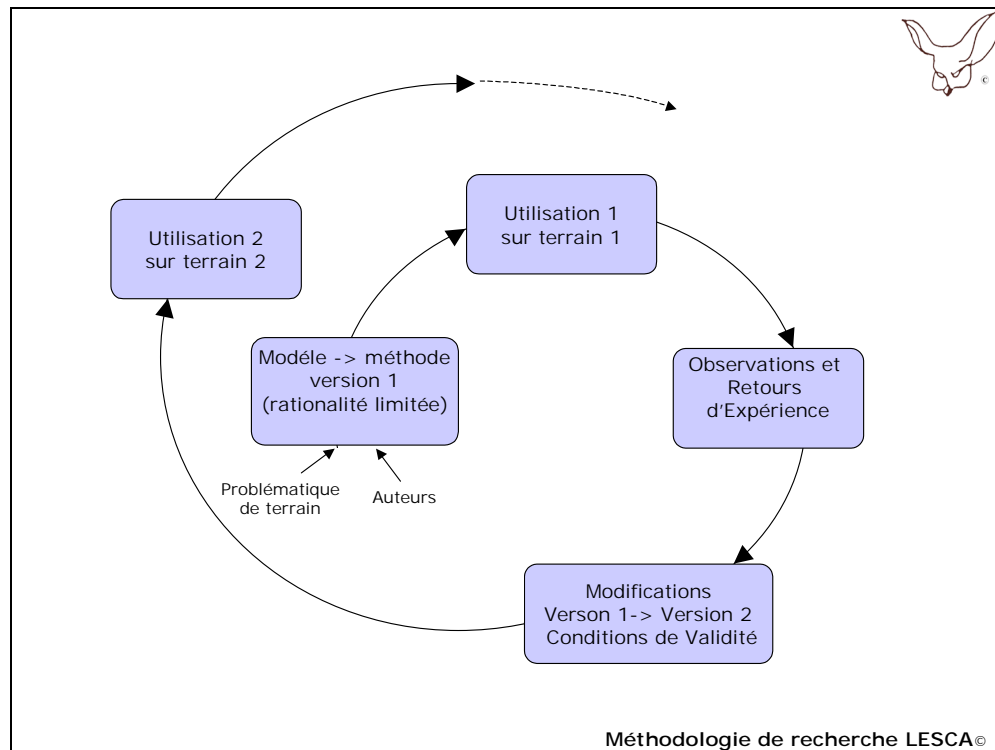 ©
Utilisation 1
sur terrain 1
Utilisation 2
sur terrain 2
Modéle -> méthode
version 1
(rationalité limitée)
Observations et
Retours
d'Expérience
Problématique
de terrain
Auteurs
Modifications
Verson 1-> Version 2
Conditions de Validité
Méthodologie de recherche LESCA©